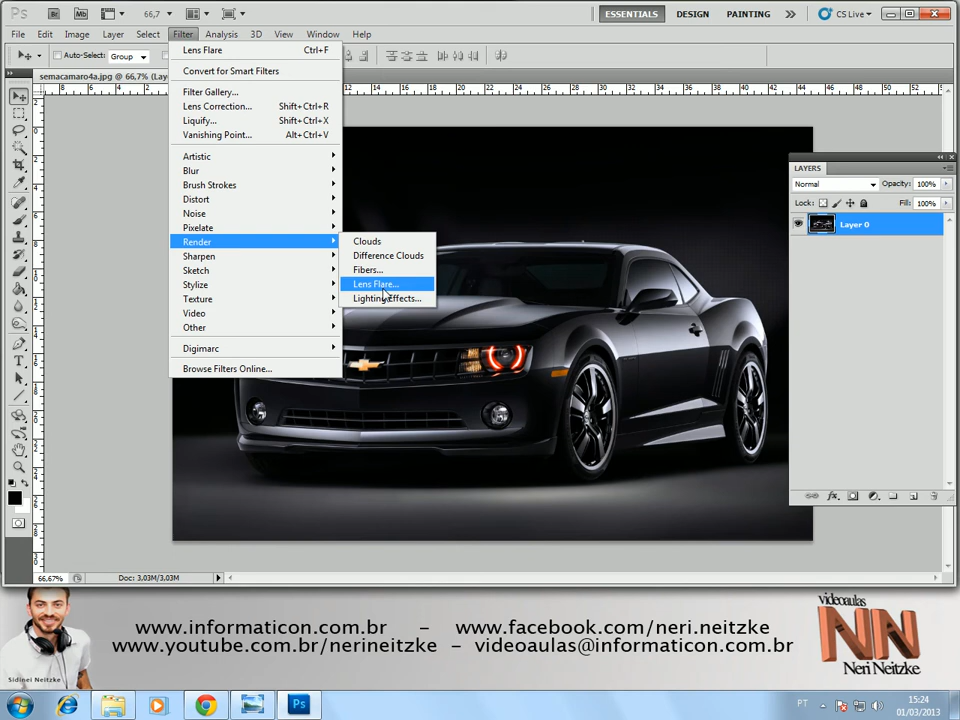 Ps Br Mb 66,7 ESSENTIALS DESIGN PAINTING CS Live
File Edit Image Layer Select Filter Analysis 3D View Window Help
Auto-Select: Group
Lens Flare Ctrl+F
Convert for Smart Filters
Filter Gallery...
Lens Correction... Shift+Ctrl+R
Liquify... Shift+Ctrl+X
Vanishing Point... Alt+Ctrl+V
Artistic
Blur
Brush Strokes
Distort
Noise
Pixelate
Render
Sharpen
Sketch
Stylize
Texture
Video
Other
Digimarc
Browse Filters Online...
Clouds
Difference Clouds
Fibers...
Lens Flare...
Lighting Effects...
semacamaro4a.jpg @ 66,7% (Lay
LAYERS
Normal Opacity: 100%
Lock: Fill: 100%
Layer 0
66,67% Doc: 3,03M/3,03M
www.informaticon.com.br - www.facebook.com/neri.neitzke
www.youtube.com.br/nerineitzke - videoaulas@informaticon.com.br
Sidinei Neitzke
videoaulas
NN
Neri Neitzke
Ps
PT
15:24
01/03/2013